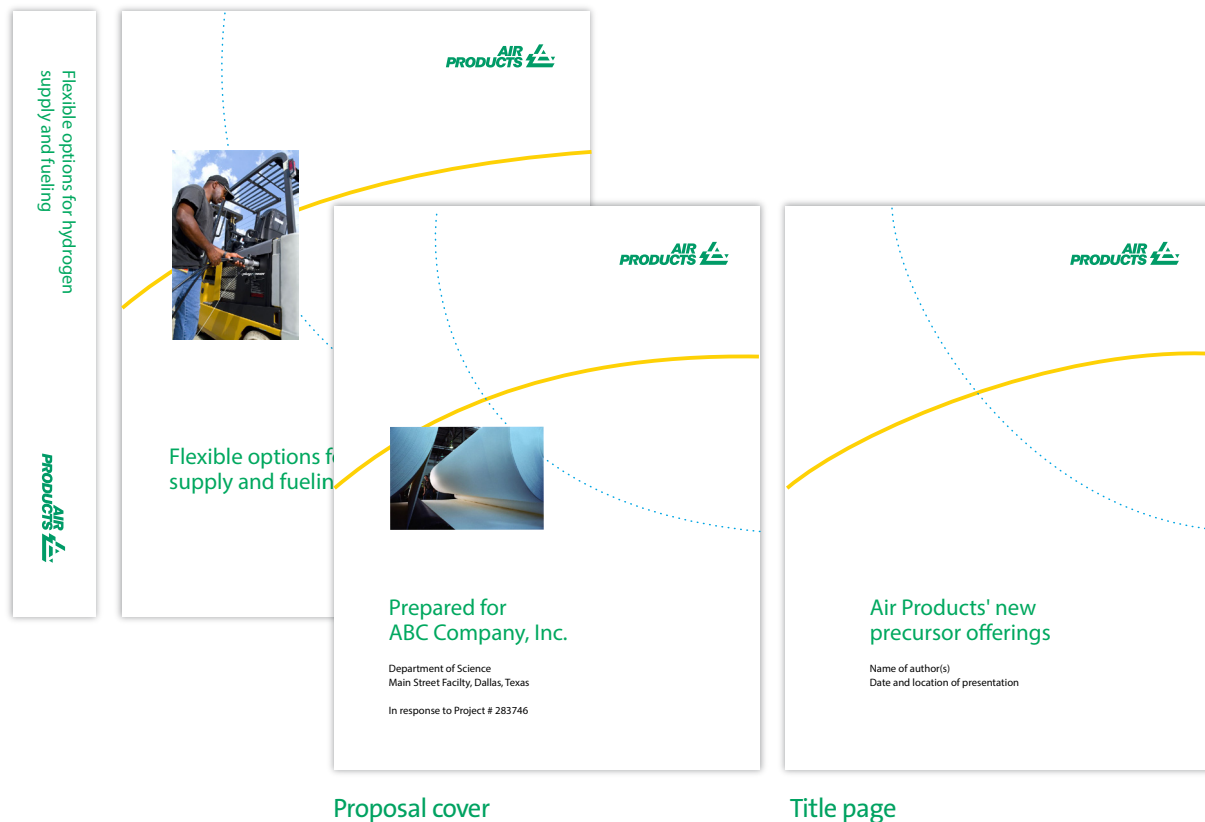 Flexible options for hydrogen
supply and fueling
AIR
PRODUCTS
AIR
PRODUCTS
Flexible options f
supply and fuelin
AIR
PRODUCTS
Prepared for
ABC Company, Inc.
Department of Science
Main Street Facilty, Dallas, Texas
In response to Project # 283746
Proposal cover
AIR
PRODUCTS
Air Products' new
precursor offerings
Name of author(s)
Date and location of presentation
Title page